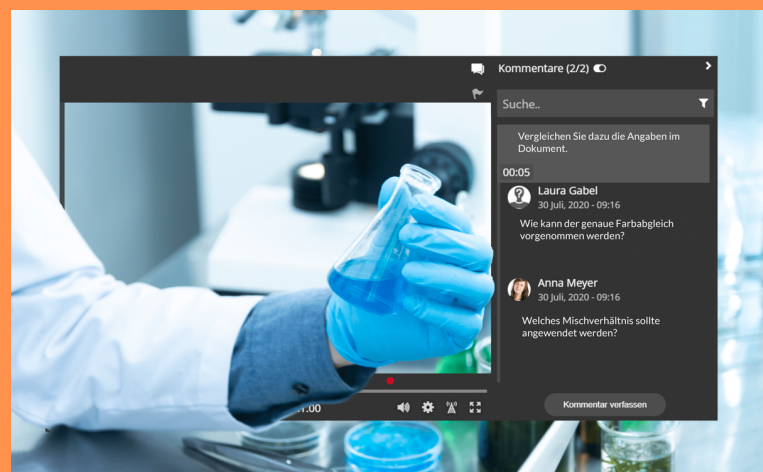 Kommentare (2/2)
Suche..
Vergleichen Sie dazu die Angaben im
Dokument.
00:05
Laura Gabel
30 Juli, 2020 - 09:16
Wie kann der genaue Farbabgleich
vorgenommen werden?
Anna Meyer
30 Juli, 2020 - 09:16
Welches Mischverhältnis sollte
angewendet werden?
Kommentar verfassen